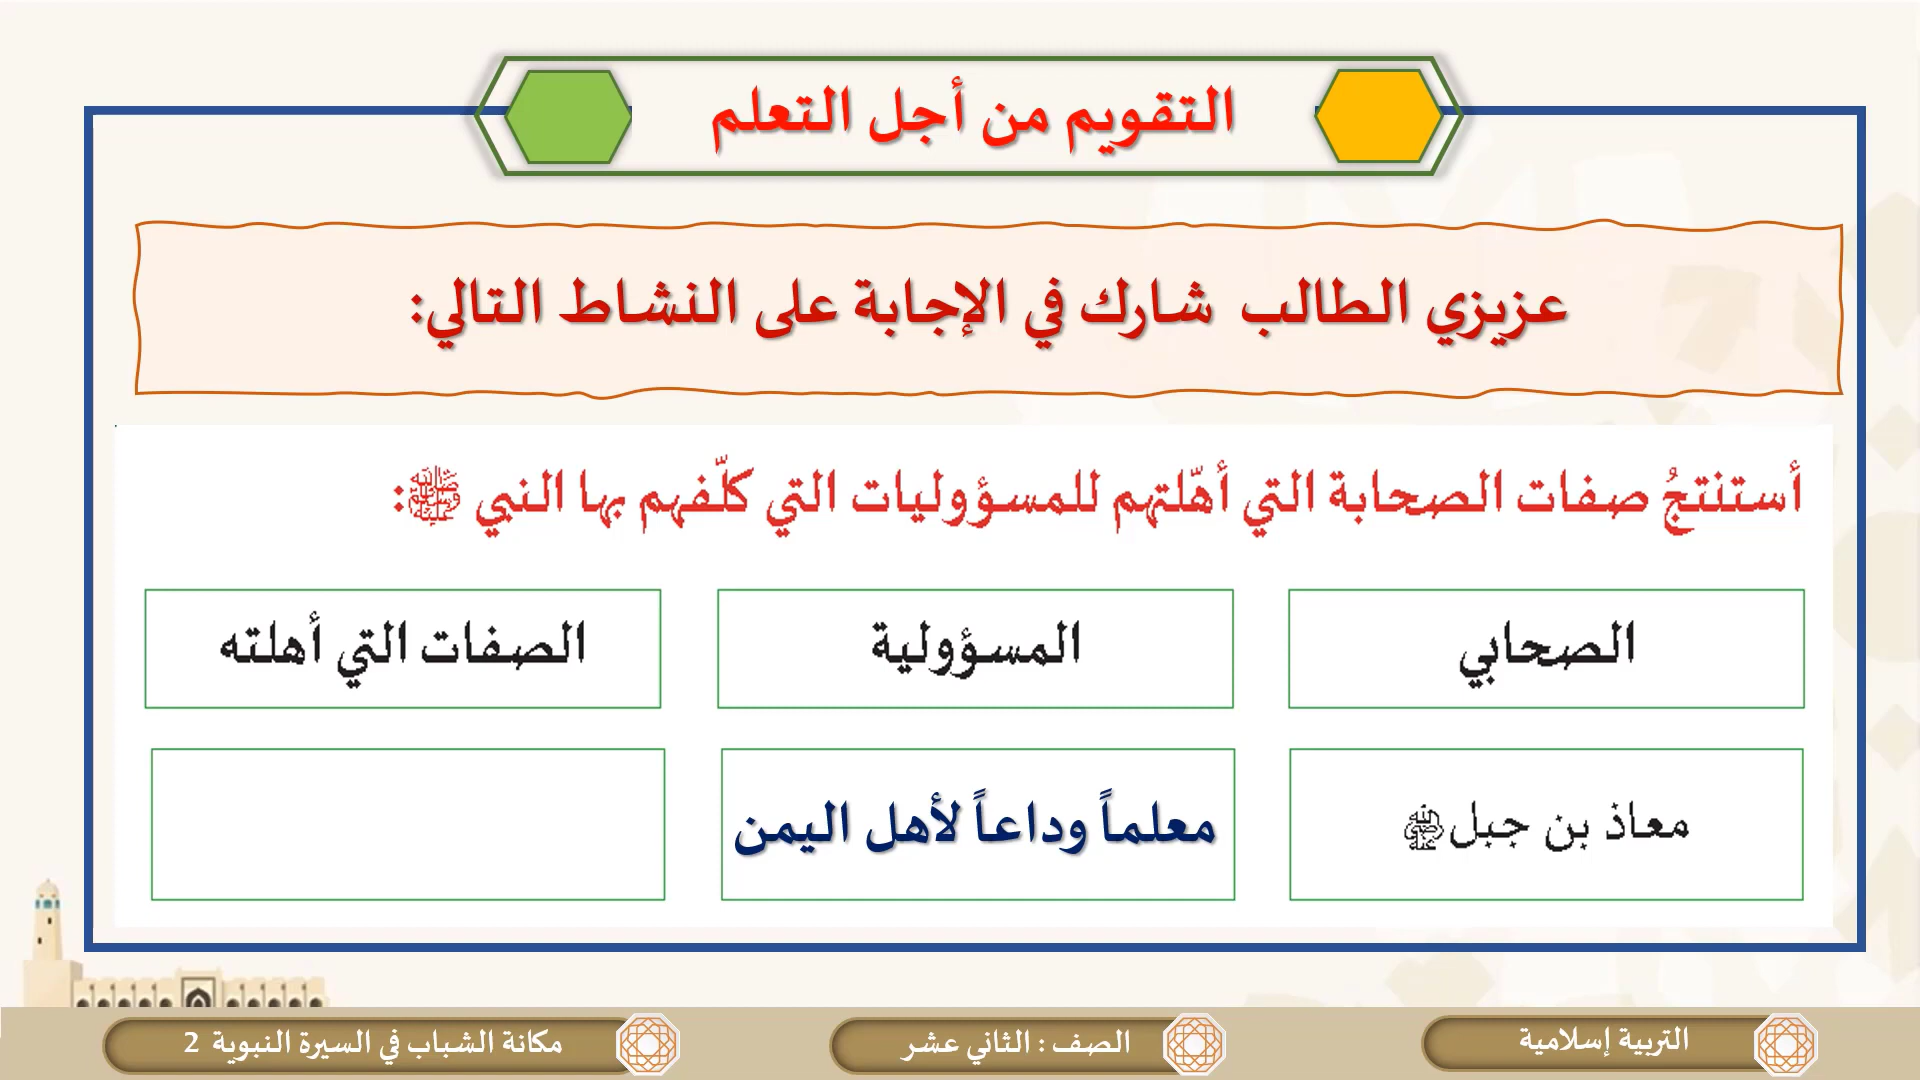 التقويم من أجل التعلم
عزيزي الطالب شارك في الإجابة على النشاط التالي:
أستنتجُ صفات الصحابة التي أهّلتهم للمسؤوليات التي كلّفهم بها النبي ﷺ:
الصحابي
المسؤولية
الصفات التي أهلته
معاذ بن جبل رضي الله عنه
معلماً وداعاً لأهل اليمن
التربية إسلامية
الصف : الثاني عشر
مكانة الشباب في السيرة النبوية 2